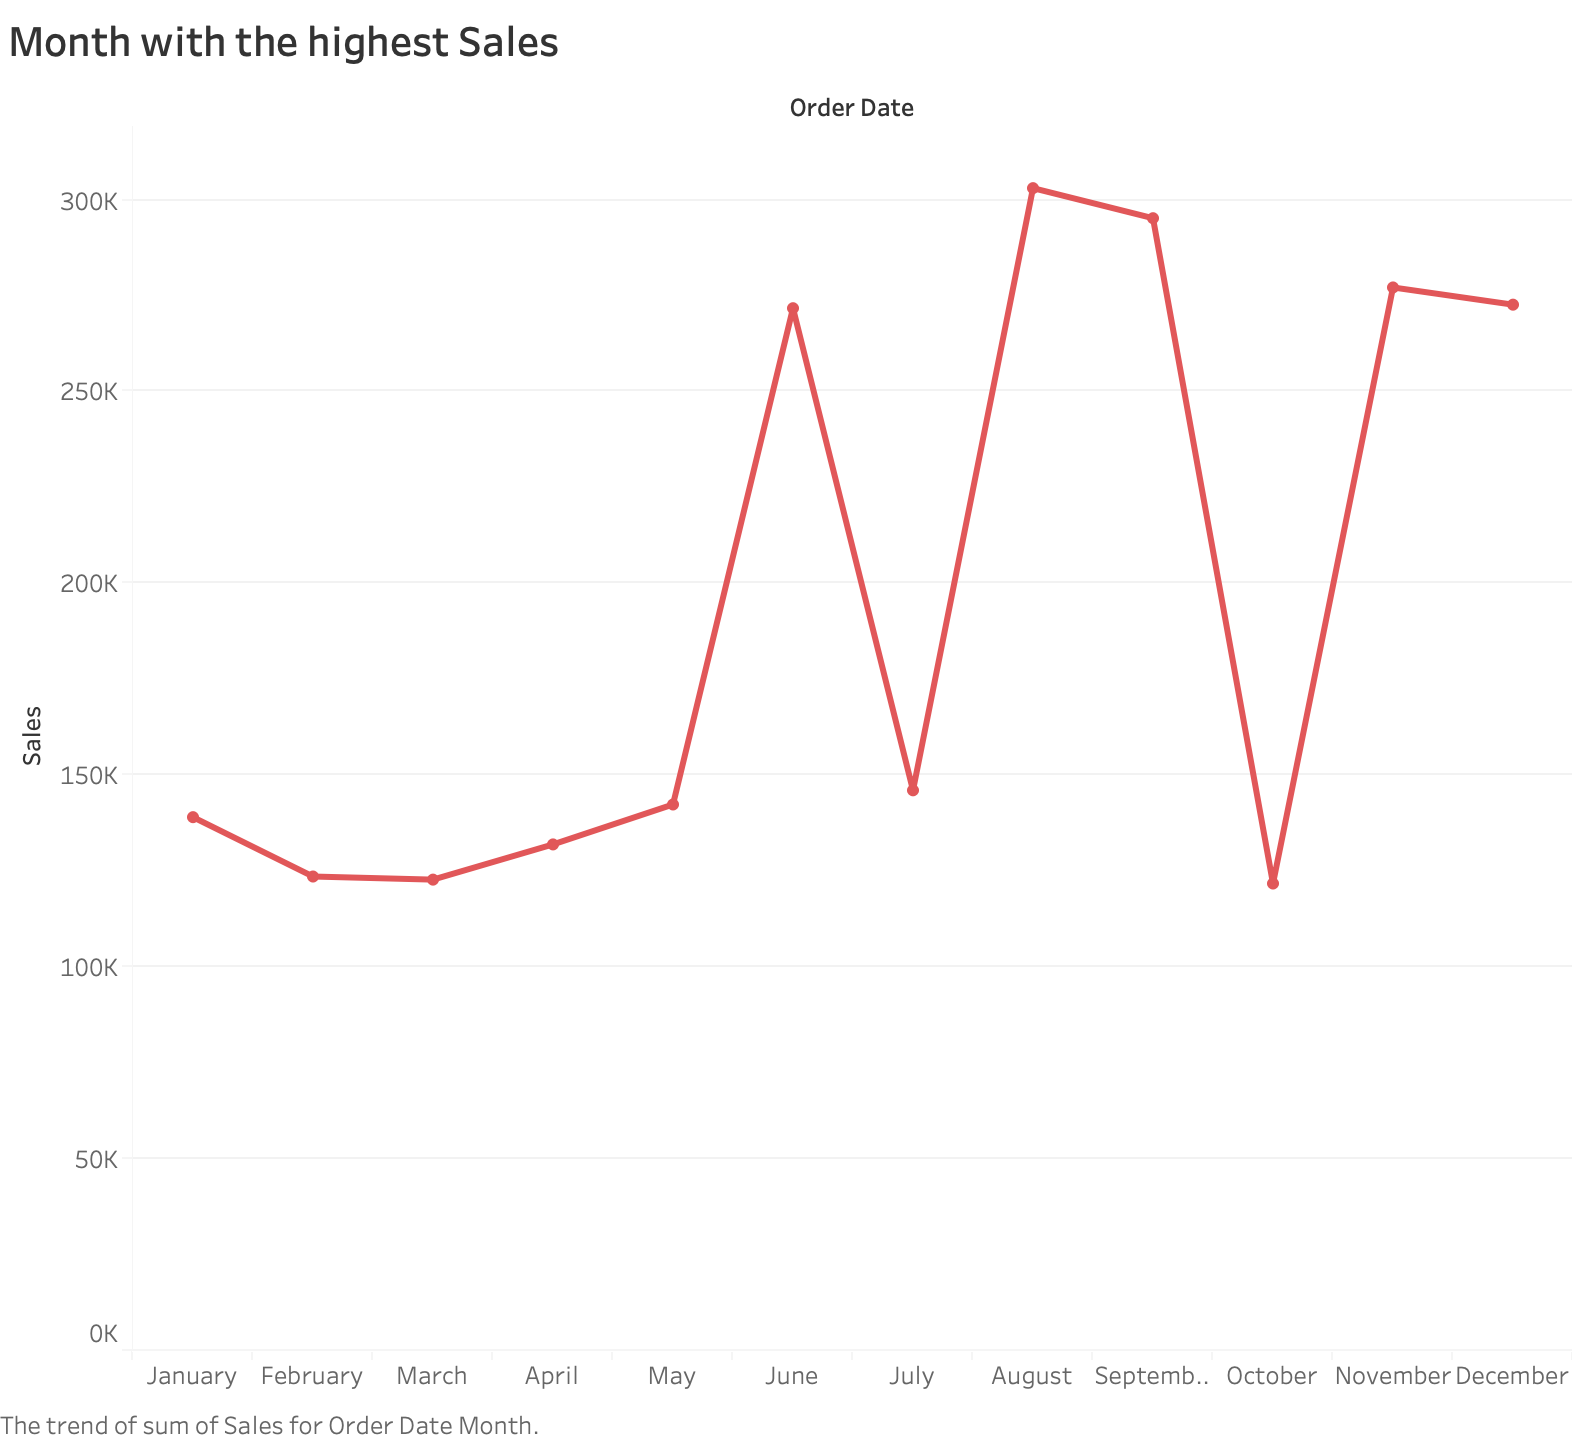 Month with the highest Sales
Order Date
300K
250K
200K
150K
100K
50K
0K
Sales
January February March April May June July August Septemb.. October November December
The trend of sum of Sales for Order Date Month.